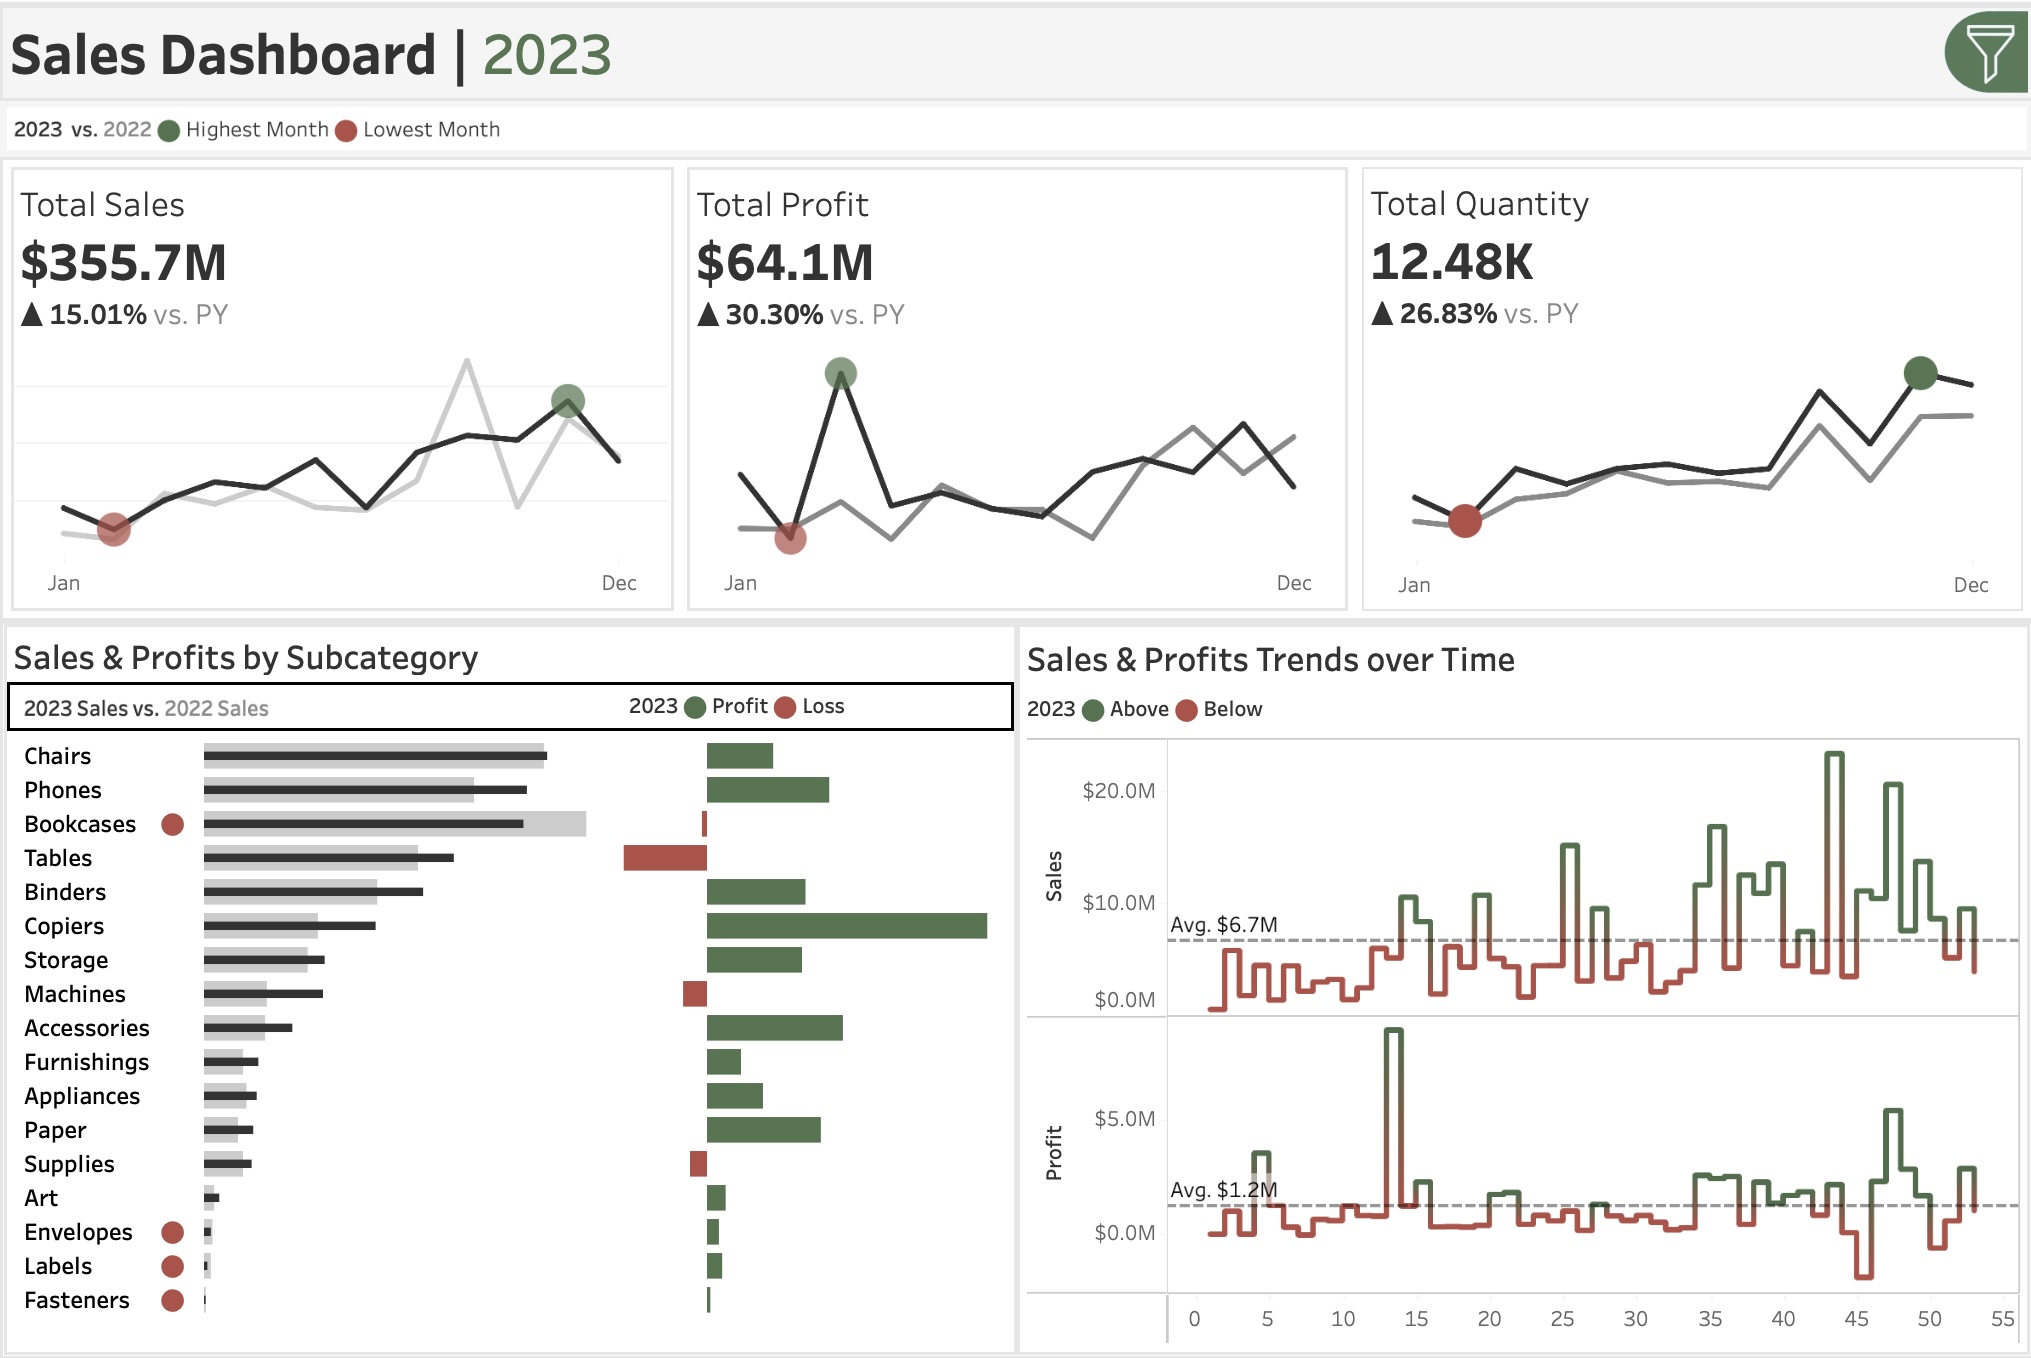 Sales Dashboard | 2023
2023 vs. 2022 Highest Month Lowest Month
Total Sales
$355.7M
▲ 15.01% vs. PY
Jan Dec
Total Profit
$64.1M
▲ 30.30% vs. PY
Jan Dec
Total Quantity
12.48K
▲ 26.83% vs. PY
Jan Dec
Sales & Profits by Subcategory
2023 Sales vs. 2022 Sales 2023 Profit Loss
Chairs
Phones
Bookcases
Tables
Binders
Copiers
Storage
Machines
Accessories
Furnishings
Appliances
Paper
Supplies
Art
Envelopes
Labels
Fasteners
Sales & Profits Trends over Time
2023 Above Below
Sales
$20.0M
$10.0M
Avg. $6.7M
$0.0M
Profit
$5.0M
Avg. $1.2M
$0.0M
0 5 10 15 20 25 30 35 40 45 50 55